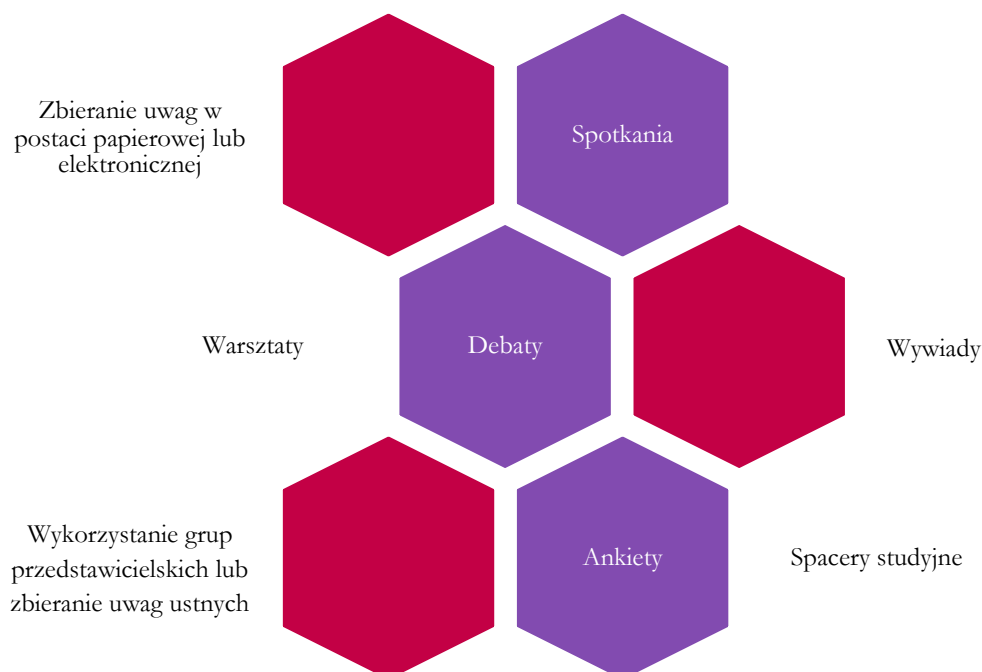 Zbieranie uwag w
postaci papierowej lub
elektronicznej
Spotkania
Warsztaty
Debaty
Wywiady
Wykorzystanie grup
przedstawicielskich lub
zbieranie uwag ustnych
Ankiety
Spacery studyjne